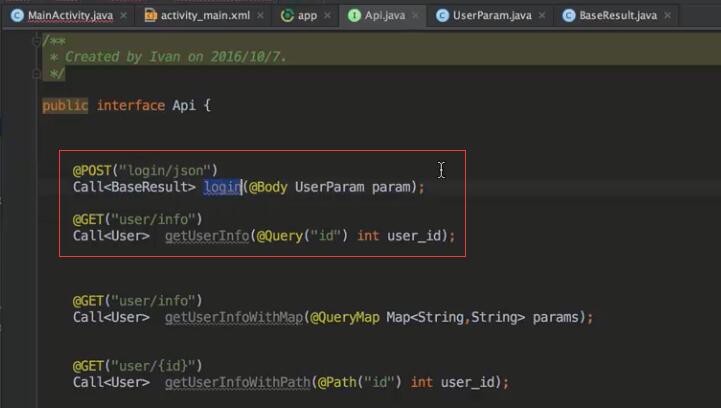 MainActivity.java × activity_main.xml × app × Api.java × UserParam.java × BaseResult.java ×
/**
* Created by Ivan on 2016/10/7.
*/
public interface Api {
@POST("login/json")
Call<BaseResult> login(@Body UserParam param);
@GET("user/info")
Call<User> getUserInfo(@Query("id") int user_id);
@GET("user/info")
Call<User> getUserInfoWithMap(@QueryMap Map<String,String> params);
@GET("user/{id}")
Call<User> getUserInfoWithPath(@Path("id") int user_id);